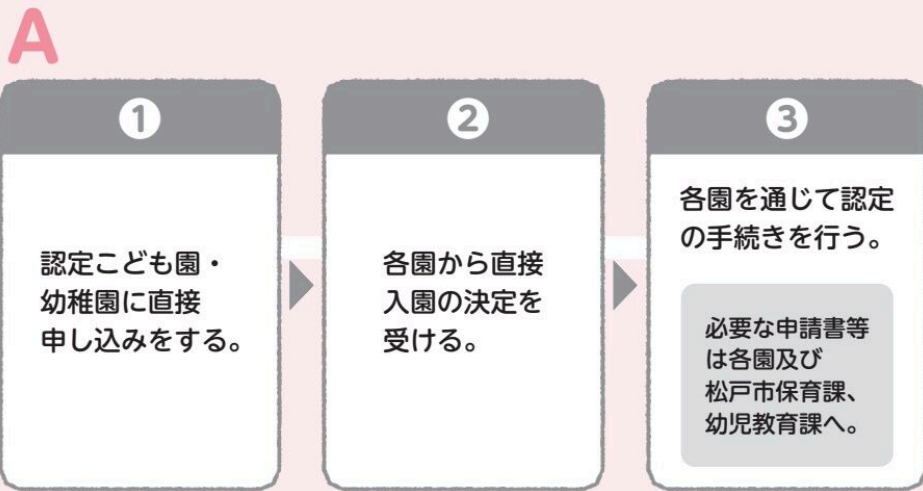 A
①
認定こども園・
幼稚園に直接
申し込みをする。
②
各園から直接
入園の決定を
受ける。
③
各園を通じて認定
の手続きを行う。
必要な申請書等
は各園及び
松戸市保育課、
幼児教育課へ。